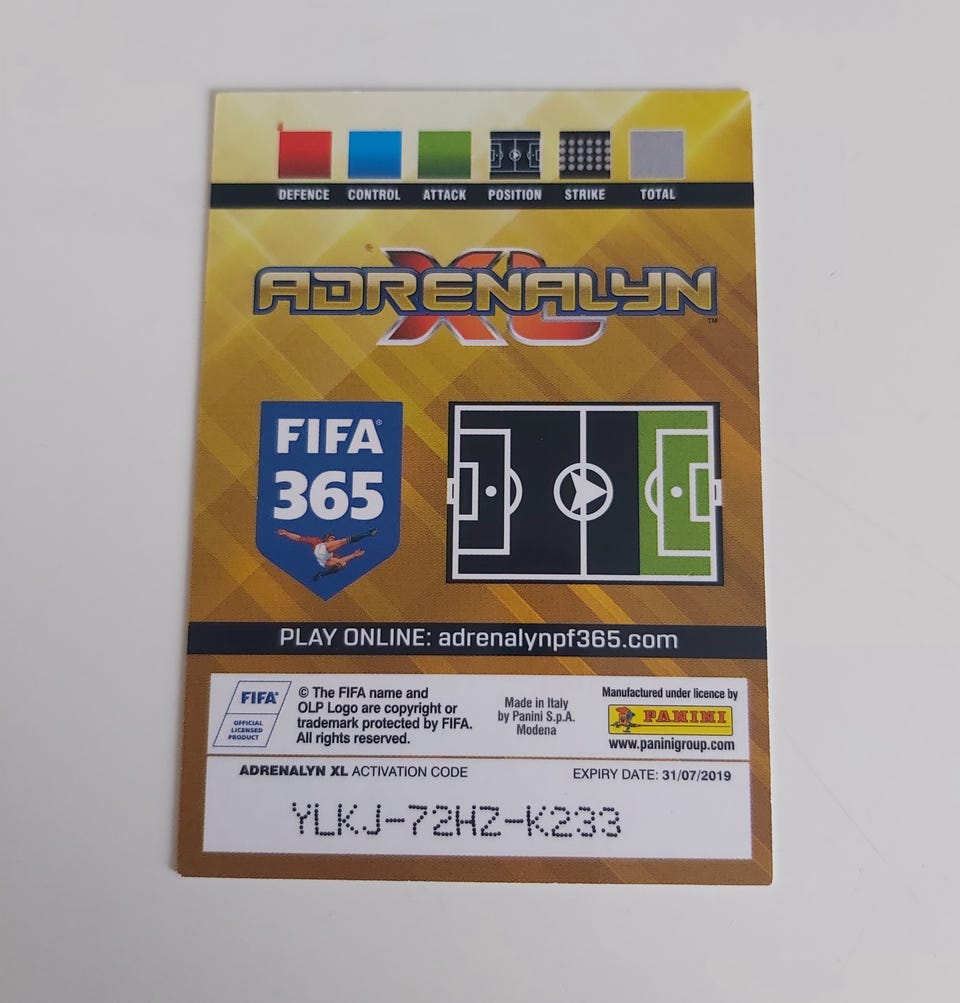 DEFENCE CONTROL ATTACK POSITION STRIKE TOTAL
ADRENALYN XL™
FIFA®
365
PLAY ONLINE: adrenalynpf365.com
FIFA®
OFFICIAL
LICENSED
PRODUCT
© The FIFA name and
OLP Logo are copyright or
trademark protected by FIFA.
All rights reserved.
Made in Italy
by Panini S.p.A.
Modena
Manufactured under licence by
PANINI
www.paninigroup.com
ADRENALYN XL ACTIVATION CODE
EXPIRY DATE: 31/07/2019
YLKJ-72HZ-K233